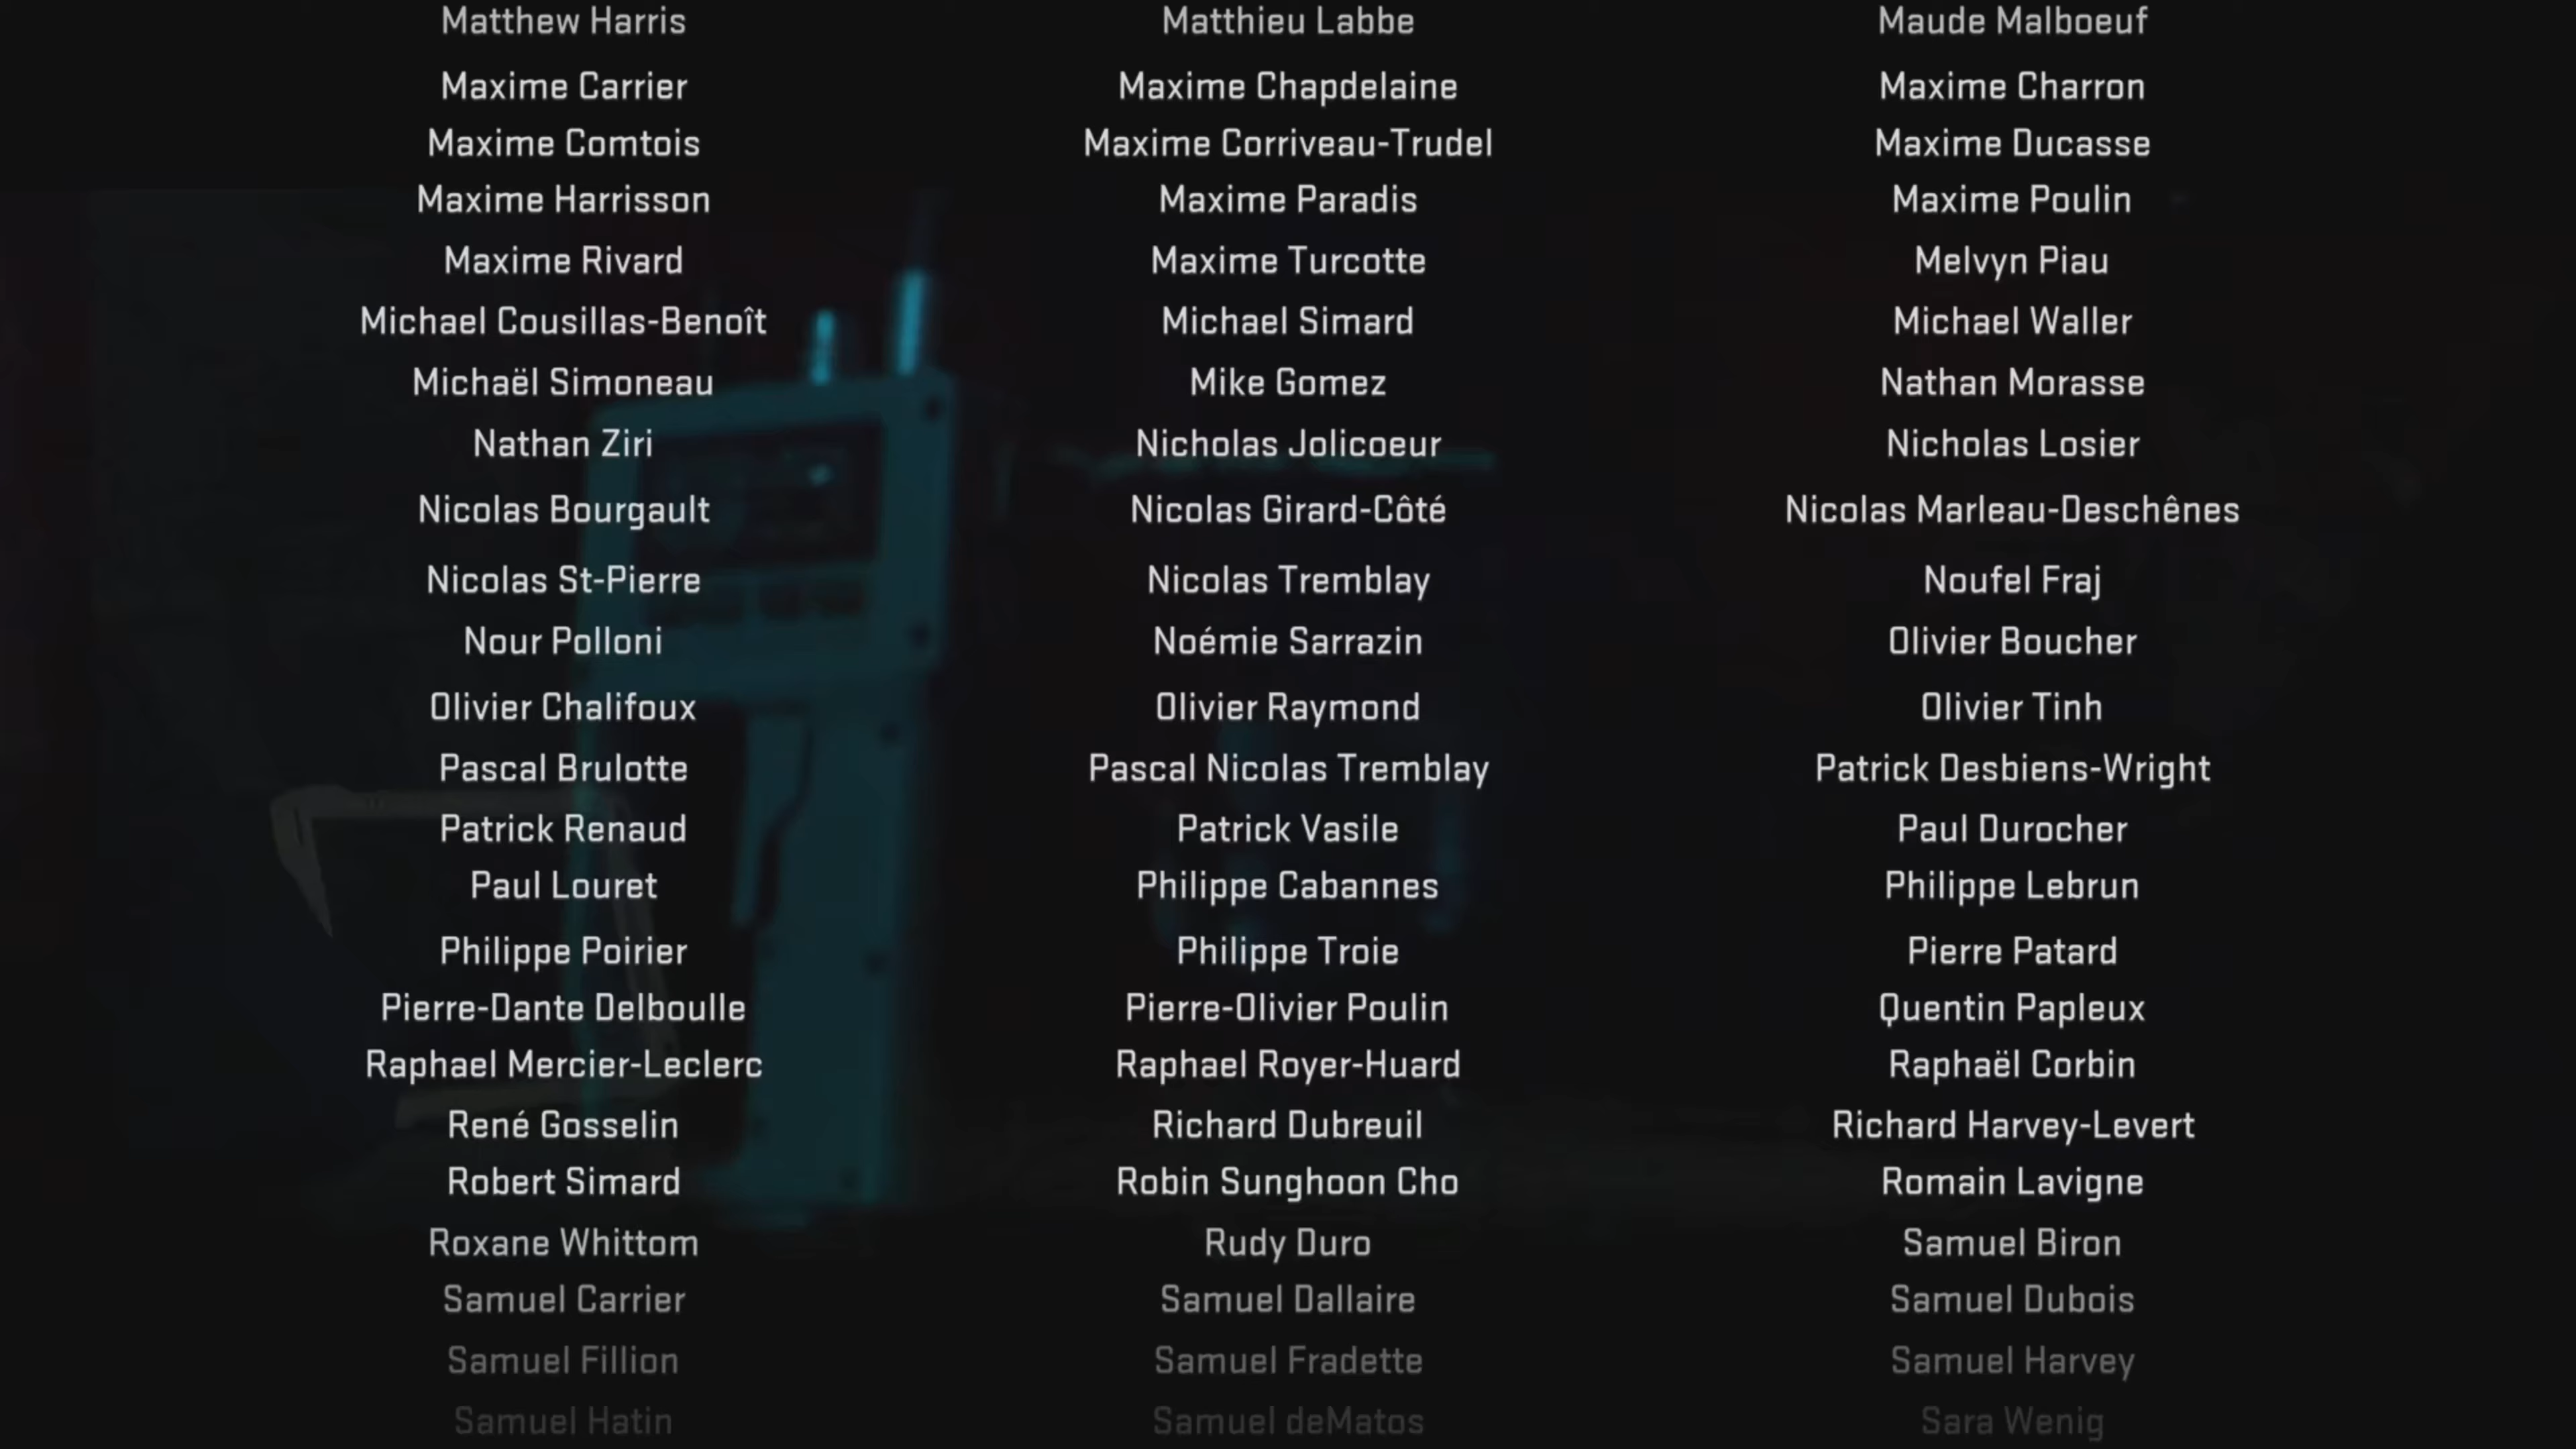 Matthew Harris Matthieu Labbe Maude Malboeuf
Maxime Carrier Maxime Chapdelaine Maxime Charron
Maxime Comtois Maxime Corriveau-Trudel Maxime Ducasse
Maxime Harrisson Maxime Paradis Maxime Poulin
Maxime Rivard Maxime Turcotte Melvyn Piau
Michael Cousillas-Benoît Michael Simard Michael Waller
Michaël Simoneau Mike Gomez Nathan Morasse
Nathan Ziri Nicholas Jolicoeur Nicholas Losier
Nicolas Bourgault Nicolas Girard-Côté Nicolas Marleau-Deschênes
Nicolas St-Pierre Nicolas Tremblay Noufel Fraj
Nour Polloni Noémie Sarrazin Olivier Boucher
Olivier Chalifoux Olivier Raymond Olivier Tinh
Pascal Brulotte Pascal Nicolas Tremblay Patrick Desbiens-Wright
Patrick Renaud Patrick Vasile Paul Durocher
Paul Louret Philippe Cabannes Philippe Lebrun
Philippe Poirier Philippe Troie Pierre Patard
Pierre-Dante Delboulle Pierre-Olivier Poulin Quentin Papleux
Raphael Mercier-Leclerc Raphael Royer-Huard Raphaël Corbin
René Gosselin Richard Dubreuil Richard Harvey-Levert
Robert Simard Robin Sunghoon Cho Romain Lavigne
Roxane Whittom Rudy Duro Samuel Biron
Samuel Carrier Samuel Dallaire Samuel Dubois
Samuel Fillion Samuel Fradette Samuel Harvey
Samuel Hatin Samuel deMatos Sara Wenig